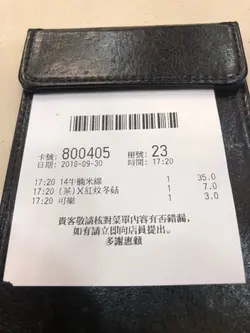 卡號: 800405 檯號: 23
日期: 2018-09-30 時間: 17:20
17:20 14牛腩米線 1 35.0
17:20 (菜)X紅炆冬菇 1 7.0
17:20 可樂 1 3.0
貴客敬請核對菜單內容有否錯漏,
如有請立即向店員提出。
多謝惠顧